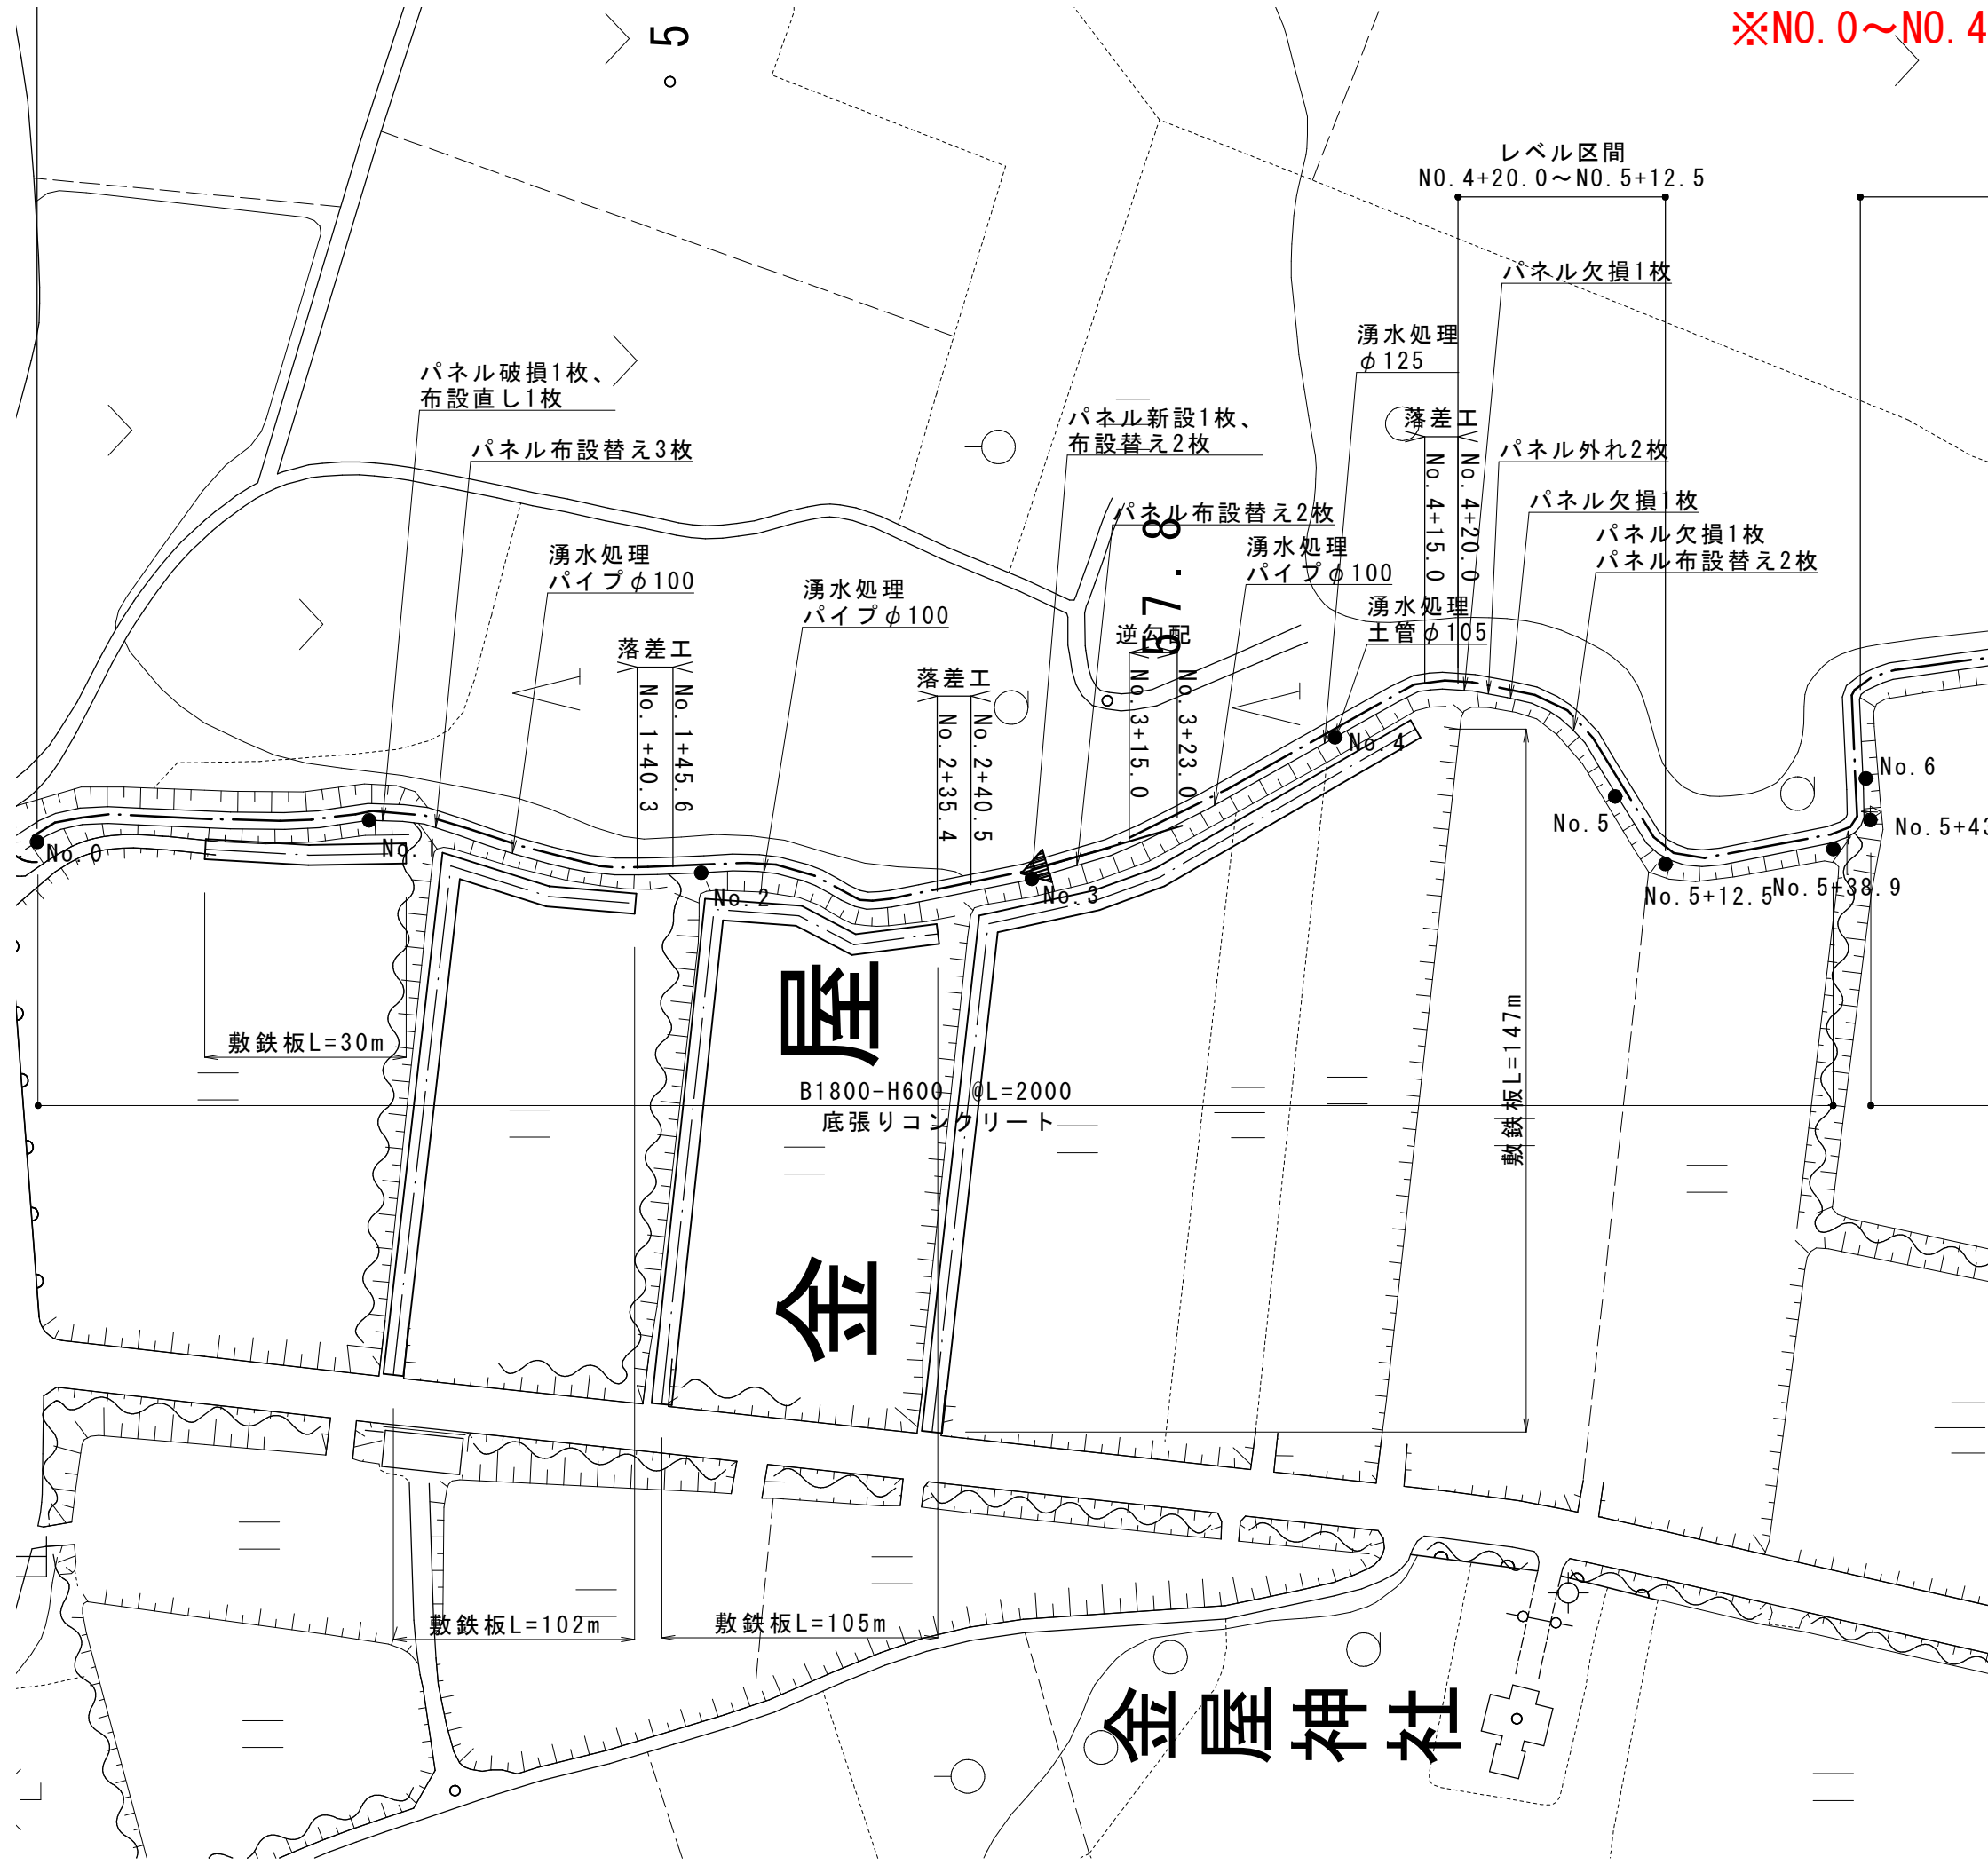 ※NO.0～NO.4
.5
レベル区間
NO.4+20.0～NO.5+12.5
パネル欠損1枚
湧水処理
φ125
パネル破損1枚、
布設直し1枚
パネル布設替え3枚
パネル新設1枚、
布設替え2枚
落差工
No.4+15.0
No.4+20.0
パネル外れ2枚
パネル欠損1枚
パネル欠損1枚
パネル布設替え2枚
パネル布設替え2枚
57.8
湧水処理
パイプφ100
湧水処理
パイプφ100
湧水処理
パイプφ100
湧水処理
土管φ105
逆勾配
No.3+15.0
No.3+23.0
落差工
No.1+40.3
No.1+45.6
落差工
No.2+35.4
No.2+40.5
No.0
No.1
No.2
No.3
No.4
No.5
No.5+12.5
No.5+38.9
No.6
No.5+43
敷鉄板L=30m
屋
金
B1800-H600 @L=2000
底張りコンクリート
敷鉄板L=147m
敷鉄板L=102m
敷鉄板L=105m
金屋神社